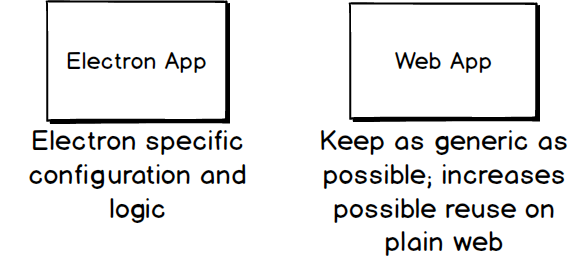 Electron App
Electron specific
configuration and
logic
Web App
Keep as generic as
possible; increases
possible reuse on
plain web